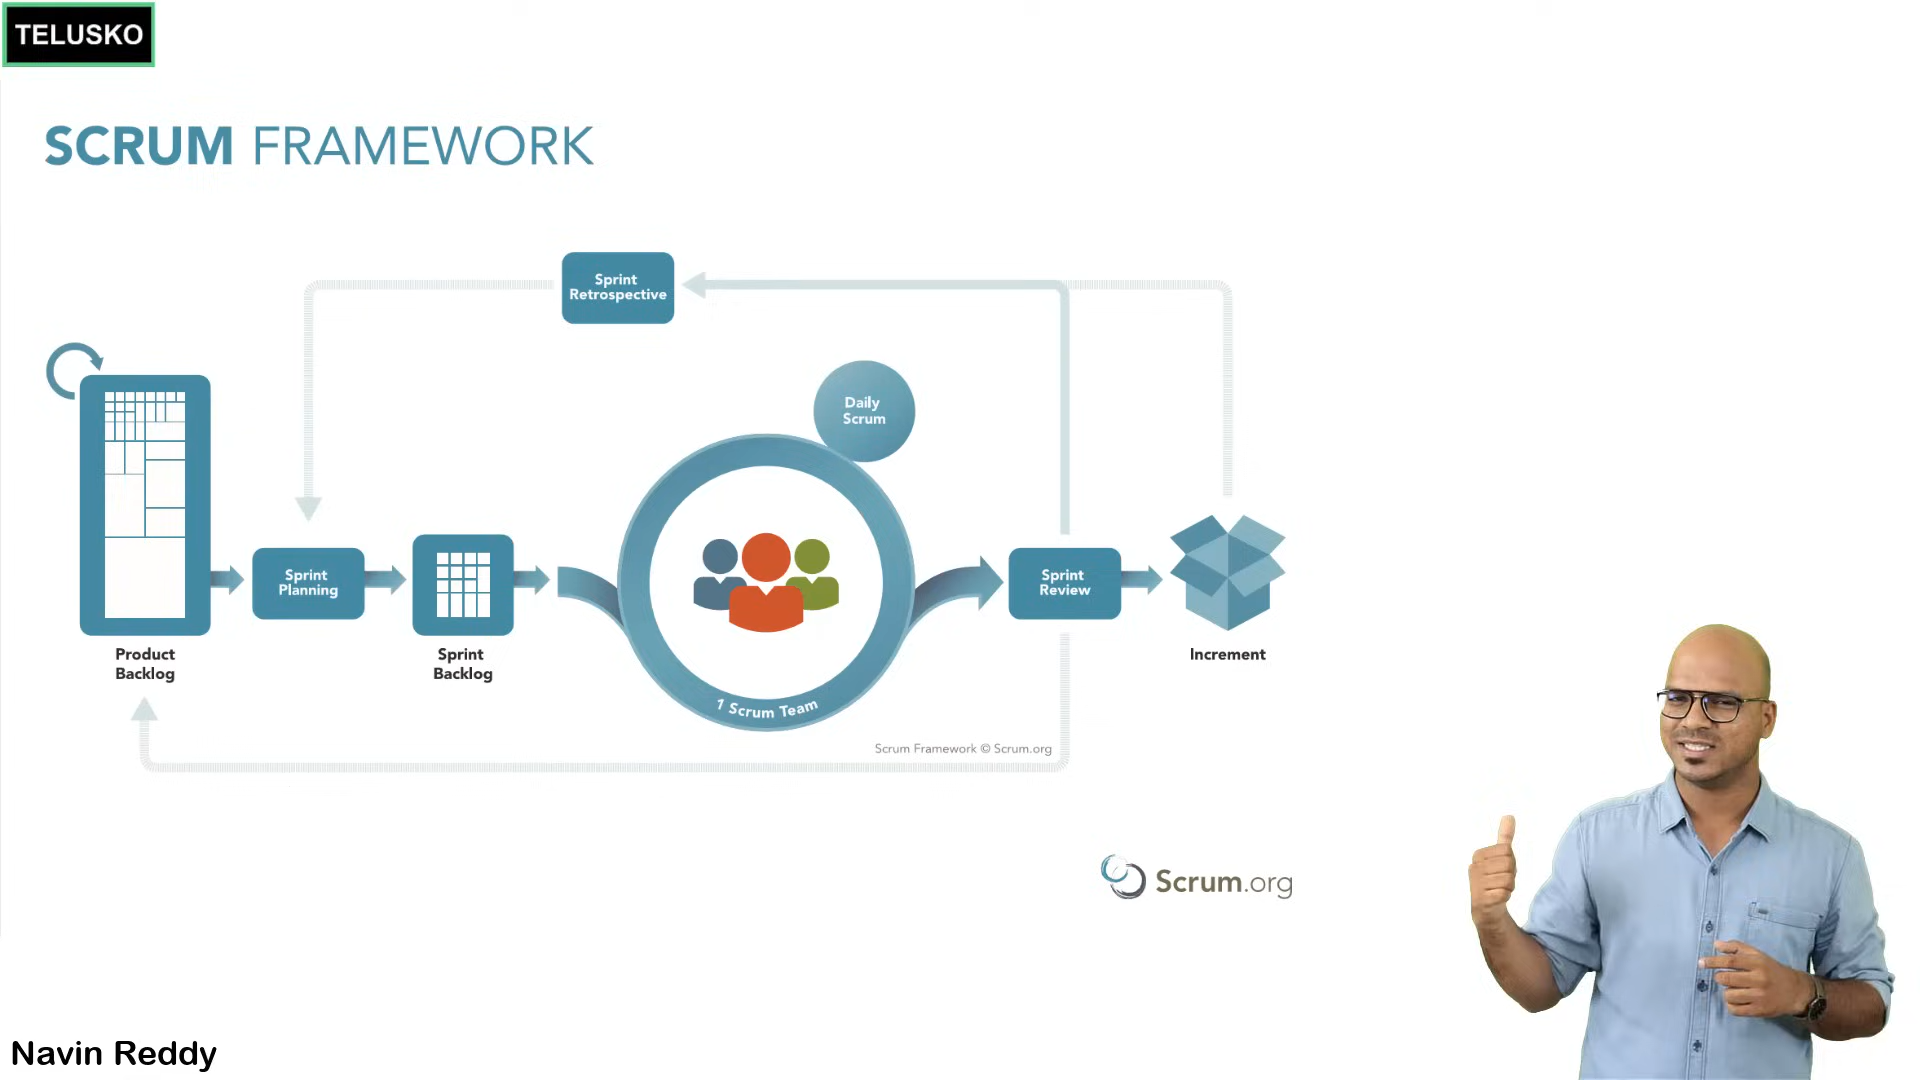 TELUSKO
SCRUM FRAMEWORK
Sprint
Retrospective
Daily
Scrum
Sprint
Planning
Sprint
Review
Product
Backlog
Sprint
Backlog
Increment
1 Scrum Team
Scrum Framework © Scrum.org
Scrum.org
Navin Reddy